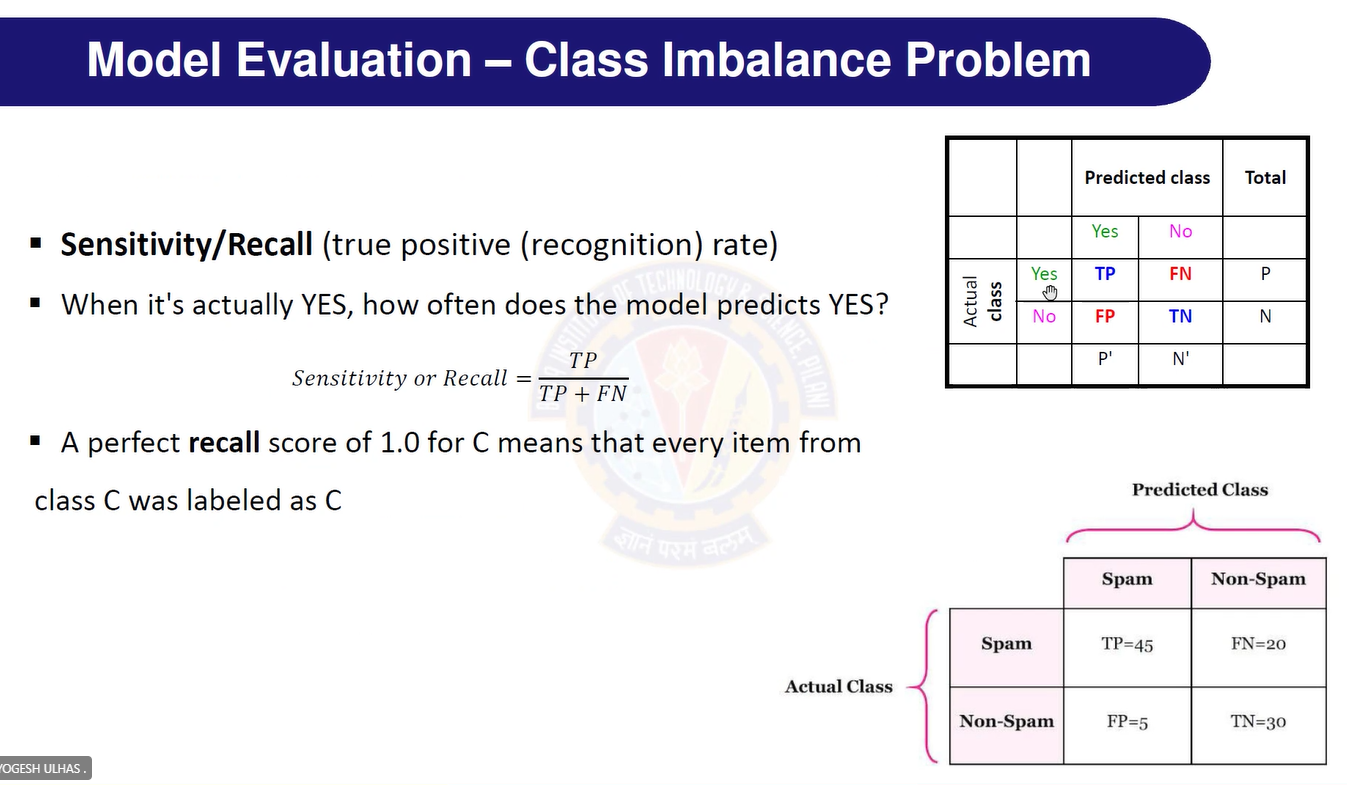 Model Evaluation – Class Imbalance Problem
▪ Sensitivity/Recall (true positive (recognition) rate)
▪ When it's actually YES, how often does the model predicts YES?
Sensitivity or Recall = TP / TP + FN
▪ A perfect recall score of 1.0 for C means that every item from
class C was labeled as C
Predicted class Total
Yes No
Actual class
Yes TP FN P
No FP TN N
P' N'
Predicted Class
Spam Non-Spam
Actual Class
Spam TP=45 FN=20
Non-Spam FP=5 TN=30
ज्ञानं परमं बलम्
YOGESH ULHAS .